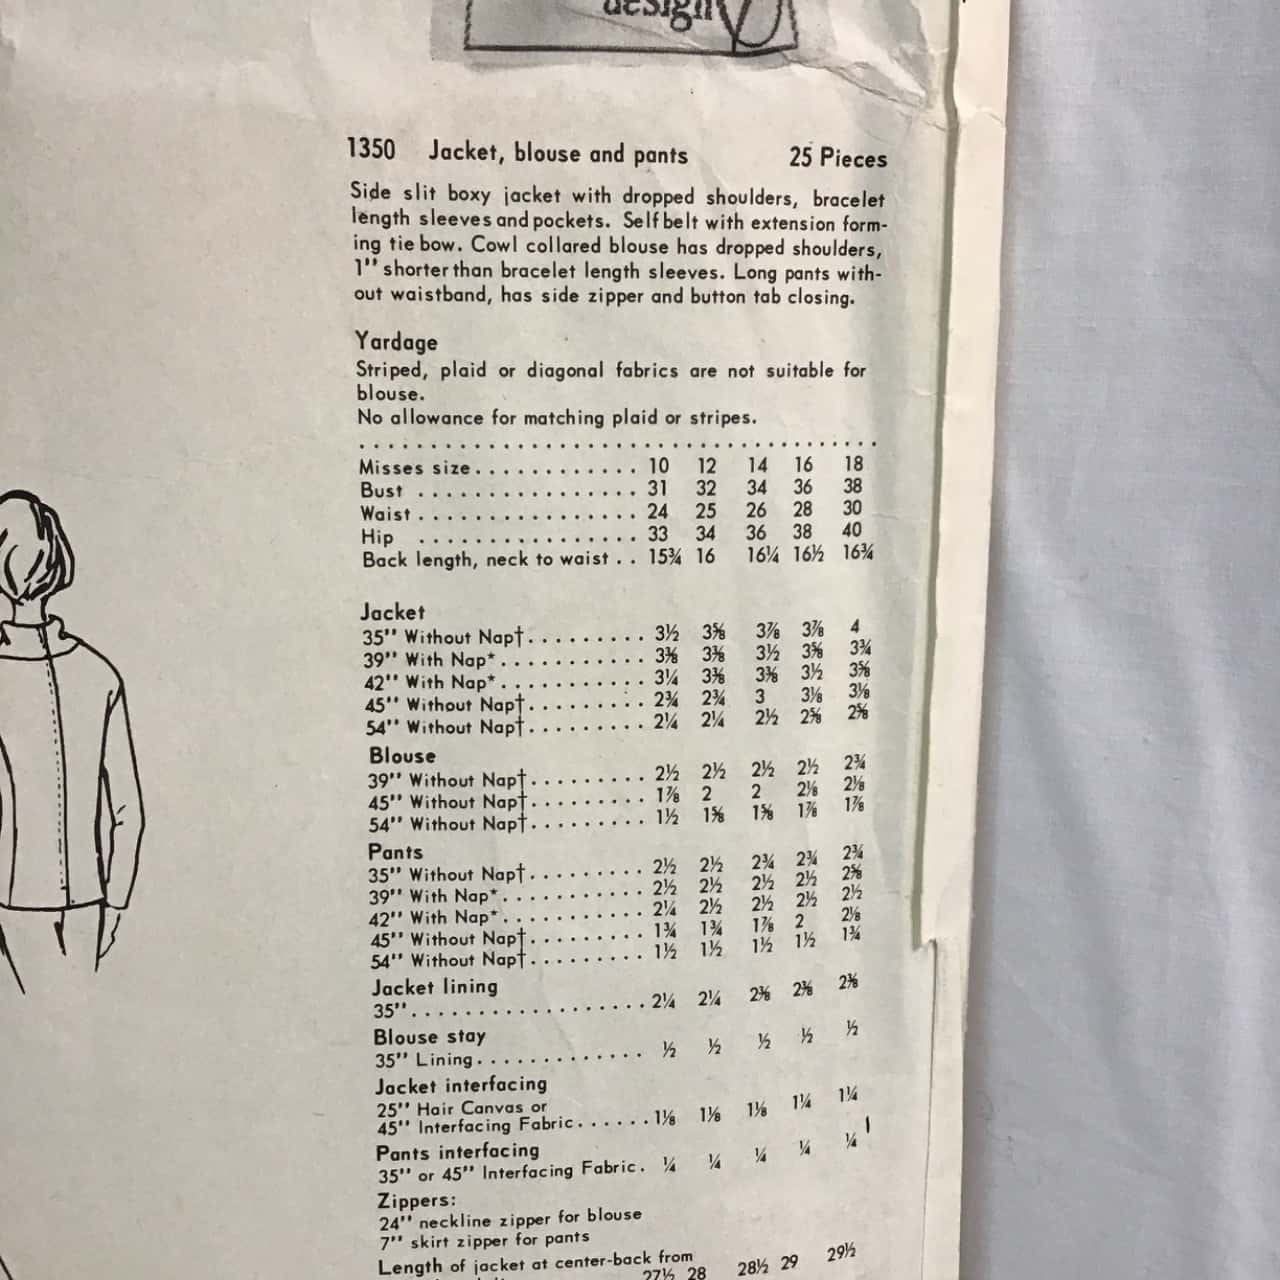 design
1350 Jacket, blouse and pants 25 Pieces
Side slit boxy jacket with dropped shoulders, bracelet
length sleeves and pockets. Self belt with extension form-
ing tie bow. Cowl collared blouse has dropped shoulders,
1" shorter than bracelet length sleeves. Long pants with-
out waistband, has side zipper and button tab closing.
Yardage
Striped, plaid or diagonal fabrics are not suitable for
blouse.
No allowance for matching plaid or stripes.
Misses size . . . . . . . . . . . . 10 12 14 16 18
Bust . . . . . . . . . . . . . . . . 31 32 34 36 38
Waist . . . . . . . . . . . . . . . . 24 25 26 28 30
Hip . . . . . . . . . . . . . . . . 33 34 36 38 40
Back length, neck to waist . . 15¾ 16 16¼ 16½ 16¾
Jacket
35" Without Nap† . . . . . . . . . 3½ 3⅝ 3⅞ 3⅞ 4
39" With Nap* . . . . . . . . . . . 3⅜ 3⅜ 3½ 3⅝ 3¾
42" With Nap* . . . . . . . . . . . 3¼ 3⅜ 3⅜ 3½ 3⅝
45" Without Nap† . . . . . . . . . 2¾ 2¾ 3 3⅛ 3⅛
54" Without Nap† . . . . . . . . . 2¼ 2¼ 2½ 2⅝ 2⅝
Blouse
39" Without Nap† . . . . . . . . . 2½ 2½ 2½ 2½ 2¾
45" Without Nap† . . . . . . . . . 1⅞ 2 2 2⅛ 2⅛
54" Without Nap† . . . . . . . . . 1½ 1⅝ 1⅝ 1⅞ 1⅞
Pants
35" Without Nap† . . . . . . . . . 2½ 2½ 2¾ 2¾ 2¾
39" With Nap* . . . . . . . . . . . 2½ 2½ 2½ 2½ 2⅝
42" With Nap* . . . . . . . . . . . 2¼ 2½ 2½ 2½ 2½
45" Without Nap† . . . . . . . . . 1¾ 1¾ 1⅞ 2 2⅛
54" Without Nap† . . . . . . . . . 1½ 1½ 1½ 1½ 1¾
Jacket lining
35" . . . . . . . . . . . . . . . . . . 2¼ 2¼ 2⅜ 2⅜ 2⅜
Blouse stay
35" Lining . . . . . . . . . . . . . ½ ½ ½ ½ ½
Jacket interfacing
25" Hair Canvas or
45" Interfacing Fabric . . . . . . 1⅛ 1⅛ 1⅛ 1¼ 1¼
Pants interfacing
35" or 45" Interfacing Fabric . ¼ ¼ ¼ ¼ ¼
Zippers:
24" neckline zipper for blouse
7" skirt zipper for pants
Length of jacket at center-back from
27½ 28 28½ 29 29½